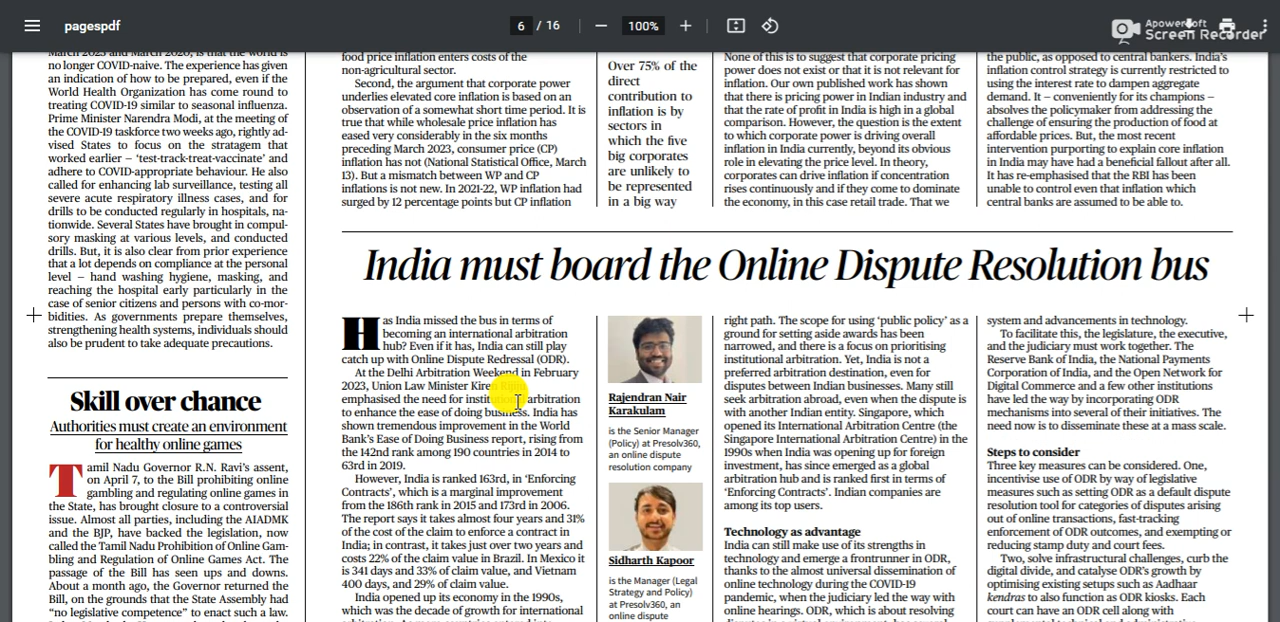 pagespdf
6 / 16
100%
Apowersoft
Screen Recorder
March 2023 and March 2020, is that the world is
no longer COVID-naive. The experience has given
an indication of how to be prepared, even if the
World Health Organization has come round to
treating COVID-19 similar to seasonal influenza.
Prime Minister Narendra Modi, at the meeting of
the COVID-19 taskforce two weeks ago, rightly ad-
vised States to focus on the stratagem that
worked earlier – ‘test-track-treat-vaccinate’ and
adhere to COVID-appropriate behaviour. He also
called for enhancing lab surveillance, testing all
severe acute respiratory illness cases, and for
drills to be conducted regularly in hospitals, na-
tionwide. Several States have brought in compul-
sory masking at various levels, and conducted
drills. But, it is also clear from prior experience
that a lot depends on compliance at the personal
level – hand washing hygiene, masking, and
reaching the hospital early particularly in the
case of senior citizens and persons with co-mor-
bidities. As governments prepare themselves,
strengthening health systems, individuals should
also be prudent to take adequate precautions.
Skill over chance
Authorities must create an environment
for healthy online games
Tamil Nadu Governor R.N. Ravi’s assent,
on April 7, to the Bill prohibiting online
gambling and regulating online games in
the State, has brought closure to a controversial
issue. Almost all parties, including the AIADMK
and the BJP, have backed the legislation, now
called the Tamil Nadu Prohibition of Online Gam-
bling and Regulation of Online Games Act. The
passage of the Bill has seen ups and downs.
About a month ago, the Governor returned the
Bill, on the grounds that the State Assembly had
“no legislative competence” to enact such a law.
food price inflation enters costs of the
non-agricultural sector.
Second, the argument that corporate power
underlies elevated core inflation is based on an
observation of a somewhat short time period. It is
true that while wholesale price inflation has
eased very considerably in the six months
preceding March 2023, consumer price (CP)
inflation has not (National Statistical Office, March
13). But a mismatch between WP and CP
inflations is not new. In 2021-22, WP inflation had
surged by 12 percentage points but CP inflation
Over 75% of the
direct
contribution to
inflation is by
sectors in
which the five
big corporates
are unlikely to
be represented
in a big way
None of this is to suggest that corporate pricing
power does not exist or that it is not relevant for
inflation. Our own published work has shown
that there is pricing power in Indian industry and
that the rate of profit in India is high in a global
comparison. However, the question is the extent
to which corporate power is driving overall
inflation in India currently, beyond its obvious
role in elevating the price level. In theory,
corporates can drive inflation if concentration
rises continuously and if they come to dominate
the economy, in this case retail trade. That we
the public, as opposed to central bankers. India’s
inflation control strategy is currently restricted to
using the interest rate to dampen aggregate
demand. It – conveniently for its champions –
absolves the policymaker from addressing the
challenge of ensuring the production of food at
affordable prices. But, the most recent
intervention purporting to explain core inflation
in India may have had a beneficial fallout after all.
It has re-emphasised that the RBI has been
unable to control even that inflation which
central banks are assumed to be able to.
India must board the Online Dispute Resolution bus
Has India missed the bus in terms of
becoming an international arbitration
hub? Even if it has, India can still play
catch up with Online Dispute Redressal (ODR).
At the Delhi Arbitration Weekend in February
2023, Union Law Minister Kiren Rijiju
emphasised the need for institutional arbitration
to enhance the ease of doing business. India has
shown tremendous improvement in the World
Bank’s Ease of Doing Business report, rising from
the 142nd rank among 190 countries in 2014 to
63rd in 2019.
However, India is ranked 163rd, in ‘Enforcing
Contracts’, which is a marginal improvement
from the 186th rank in 2015 and 173rd in 2006.
The report says it takes almost four years and 31%
of the cost of the claim to enforce a contract in
India; in contrast, it takes just over two years and
costs 22% of the claim value in Brazil. In Mexico it
is 341 days and 33% of claim value, and Vietnam
400 days, and 29% of claim value.
India opened up its economy in the 1990s,
which was the decade of growth for international
Rajendran Nair
Karakulam
is the Senior Manager
(Policy) at Presolv360,
an online dispute
resolution company
Sidharth Kapoor
is the Manager (Legal
Strategy and Policy)
at Presolv360, an
online dispute
right path. The scope for using ‘public policy’ as a
ground for setting aside awards has been
narrowed, and there is a focus on prioritising
institutional arbitration. Yet, India is not a
preferred arbitration destination, even for
disputes between Indian businesses. Many still
seek arbitration abroad, even when the dispute is
with another Indian entity. Singapore, which
opened its International Arbitration Centre (the
Singapore International Arbitration Centre) in the
1990s when India was opening up for foreign
investment, has since emerged as a global
arbitration hub and is ranked first in terms of
‘Enforcing Contracts’. Indian companies are
among its top users.
Technology as advantage
India can still make use of its strengths in
technology and emerge a frontrunner in ODR,
thanks to the almost universal dissemination of
online technology during the COVID-19
pandemic, when the judiciary led the way with
online hearings. ODR, which is about resolving
system and advancements in technology.
To facilitate this, the legislature, the executive,
and the judiciary must work together. The
Reserve Bank of India, the National Payments
Corporation of India, and the Open Network for
Digital Commerce and a few other institutions
have led the way by incorporating ODR
mechanisms into several of their initiatives. The
need now is to disseminate these at a mass scale.
Steps to consider
Three key measures can be considered. One,
incentivise use of ODR by way of legislative
measures such as setting ODR as a default dispute
resolution tool for categories of disputes arising
out of online transactions, fast-tracking
enforcement of ODR outcomes, and exempting or
reducing stamp duty and court fees.
Two, solve infrastructural challenges, curb the
digital divide, and catalyse ODR’s growth by
optimising existing setups such as Aadhaar
kendras to also function as ODR kiosks. Each
court can have an ODR cell along with